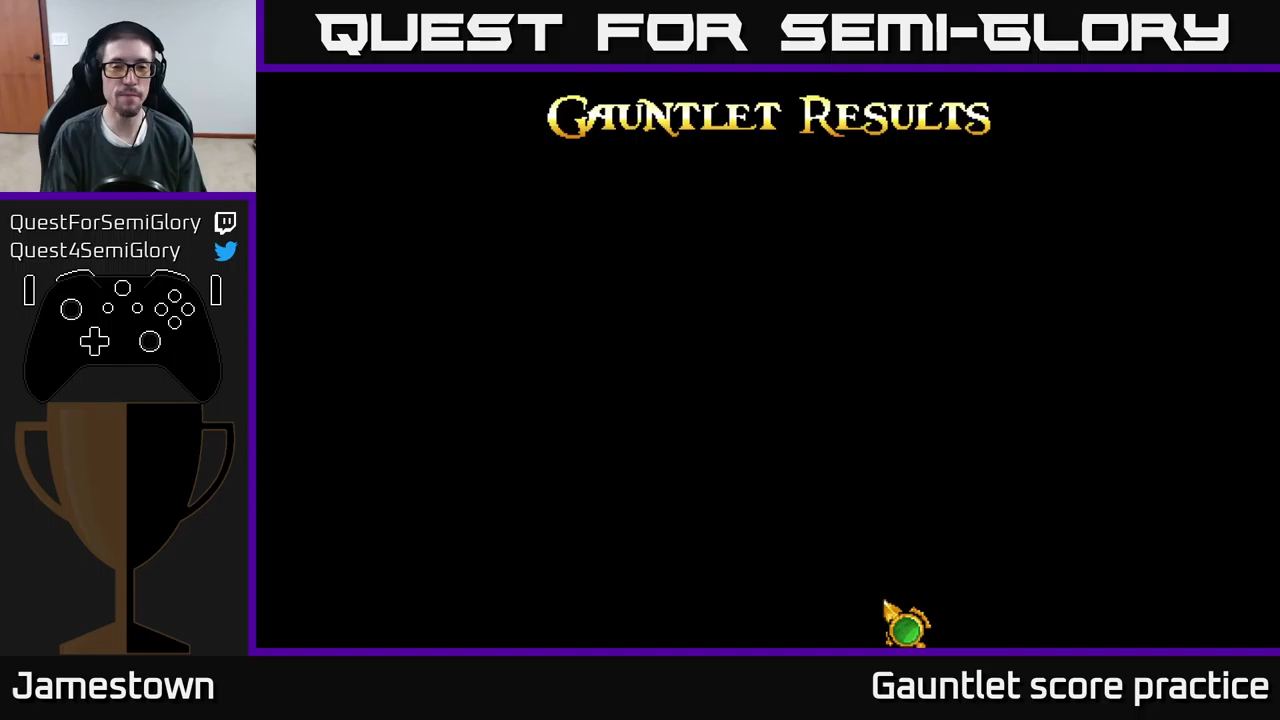 QUEST FOR SEMI-GLORY
GAUNTLET RESULTS
QuestForSemiGlory
Quest4SemiGlory
Jamestown
Gauntlet score practice